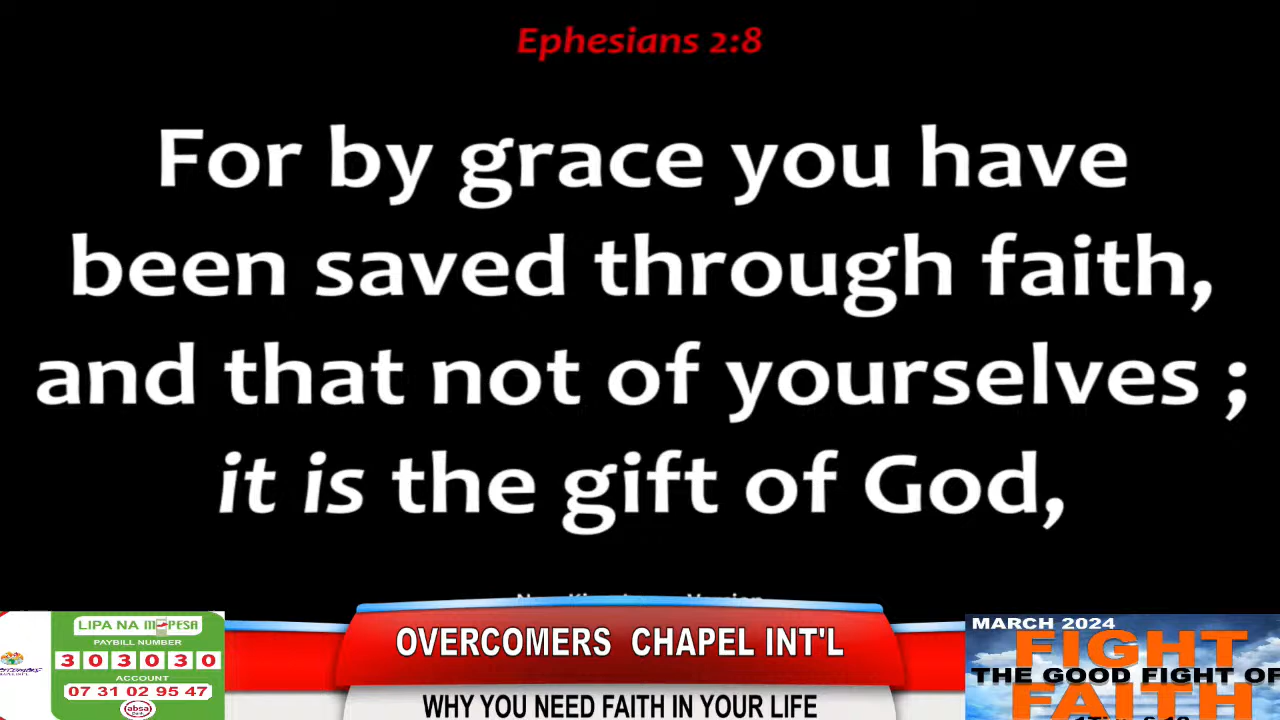 Ephesians 2:8
For by grace you have
been saved through faith,
and that not of yourselves ;
it is the gift of God,
LIPA NA M-PESA
PAYBILL NUMBER
3 0 3 0 3 0
ACCOUNT
07 31 02 95 47
absa
OVERCOMERS CHAPEL INT'L
WHY YOU NEED FAITH IN YOUR LIFE
MARCH 2024
FIGHT
THE GOOD FIGHT OF
FAITH